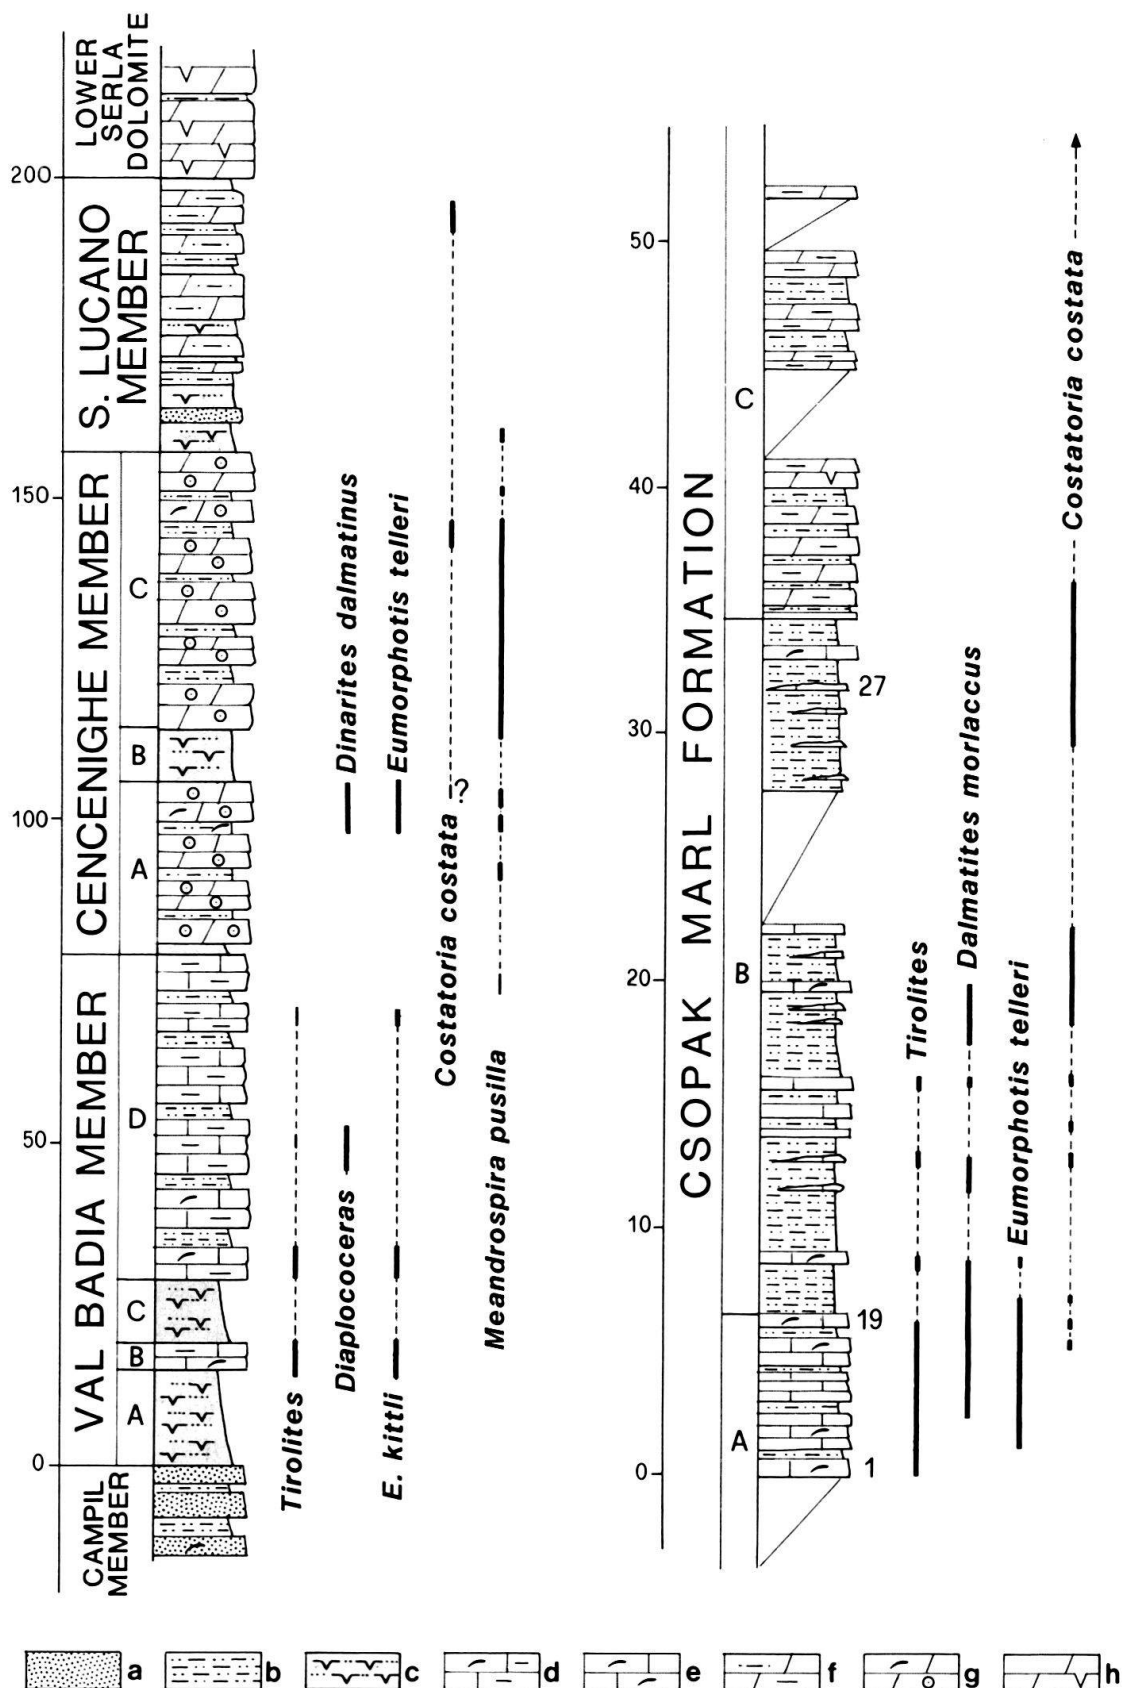 LOWER
SERLA
DOLOMITE
200
S. LUCANO
MEMBER
150
CENCENIGHE MEMBER
C
B
100
A
VAL BADIA MEMBER
D
50
C
B
A
0
CAMPIL
MEMBER
Tirolites
Diaplococeras
E. kittli
Dinarites dalmatinus
Eumorphotis telleri
Costatoria costata
?
Meandrospira pusilla
CSOPAK MARL FORMATION
50
C
40
30
B
20
10
A
0
27
19
1
Tirolites
Dalmatites morlaccus
Eumorphotis telleri
Costatoria costata
a
b
c
d
e
f
g
h